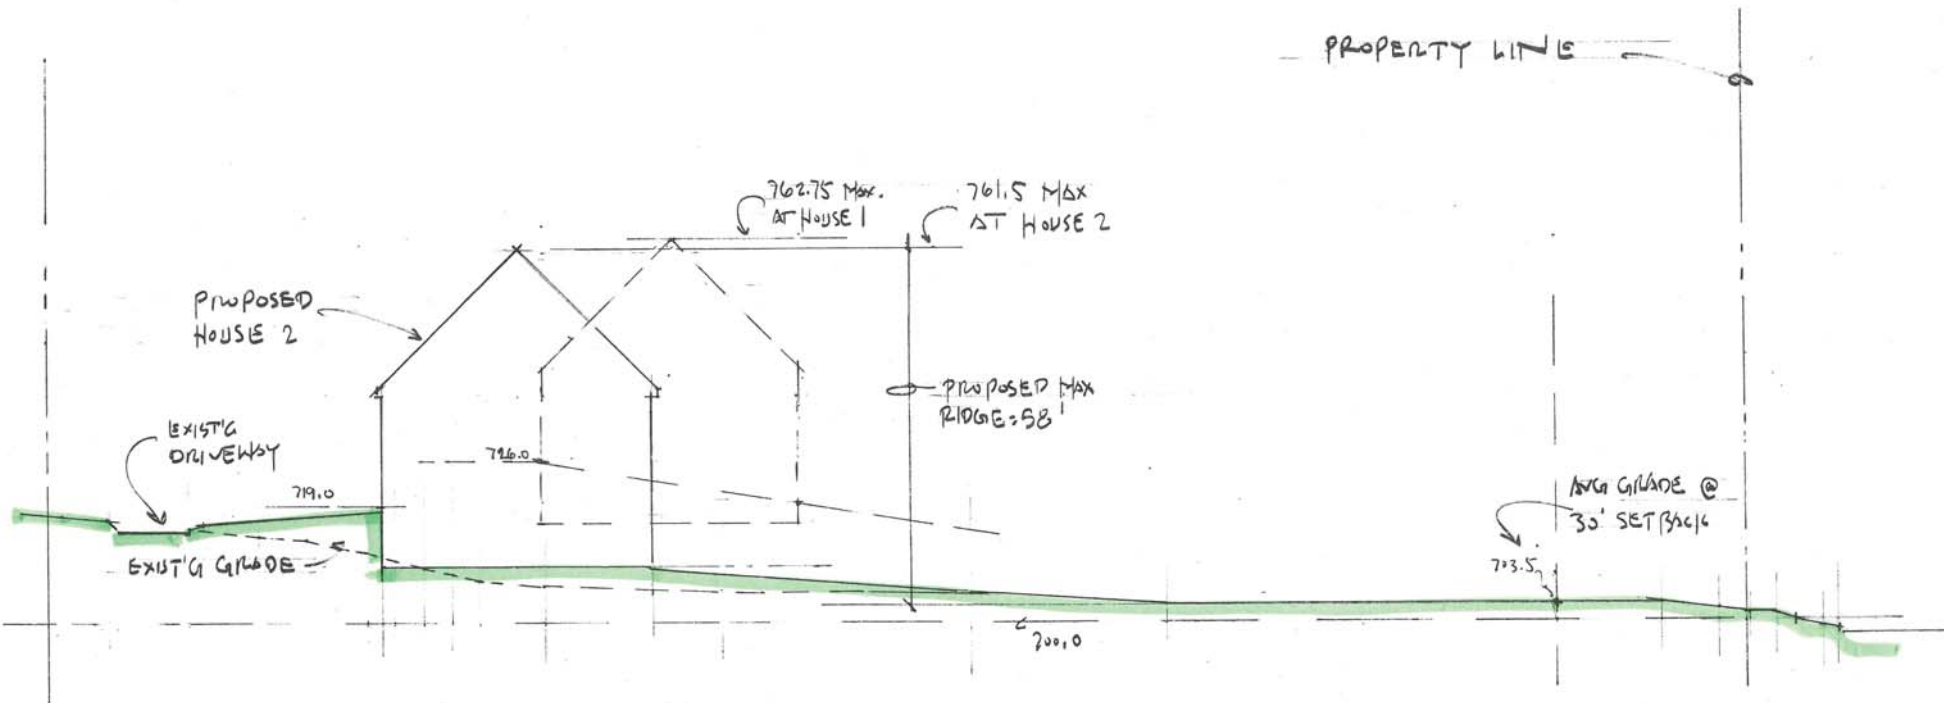 PROPERTY LINE
762.75 MAX.
AT HOUSE 1
761.5 MAX
AT HOUSE 2
PROPOSED
HOUSE 2
PROPOSED MAX
RIDGE = 58'
EXIST'G
DRIVEWAY
726.0
719.0
AVG GRADE @
30' SETBACK
EXIST'G GRADE
703.5
700.0